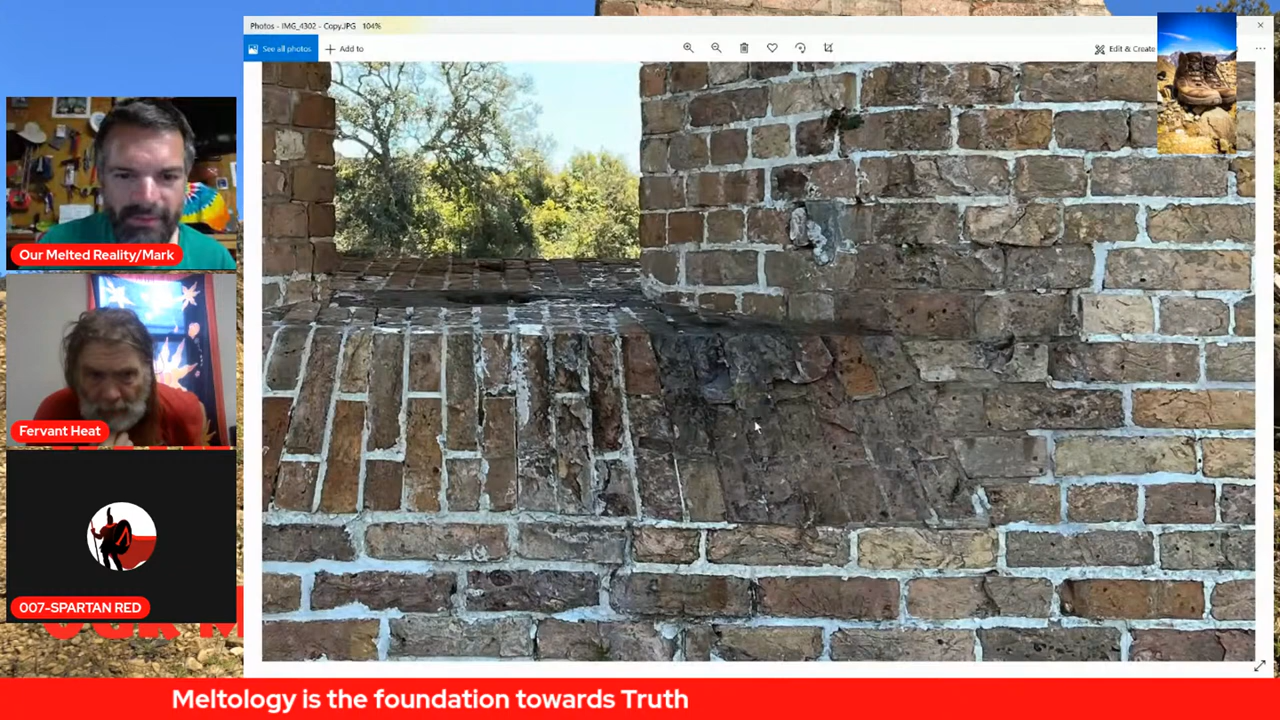 Photos - IMG_4302 - Copy.JPG 104%
See all photos
Add to
Edit & Create
Our Melted Reality/Mark
Fervant Heat
007-SPARTAN RED
Meltology is the foundation towards Truth